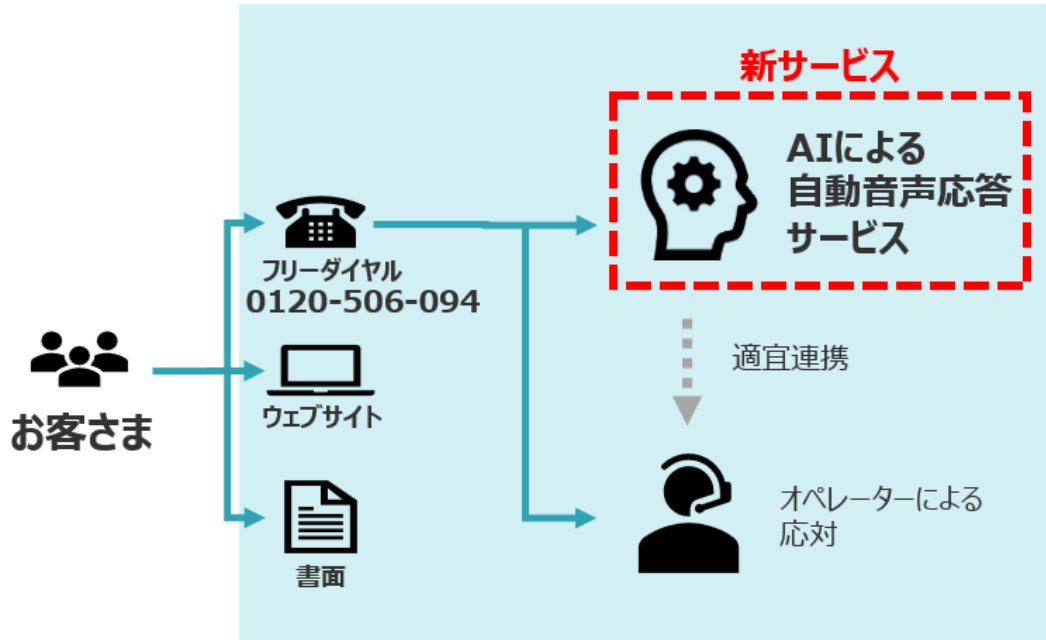 新サービス
AIによる
自動音声応答
サービス
フリーダイヤル
0120-506-094
適宜連携
お客さま
ウェブサイト
オペレーターによる
応対
書面